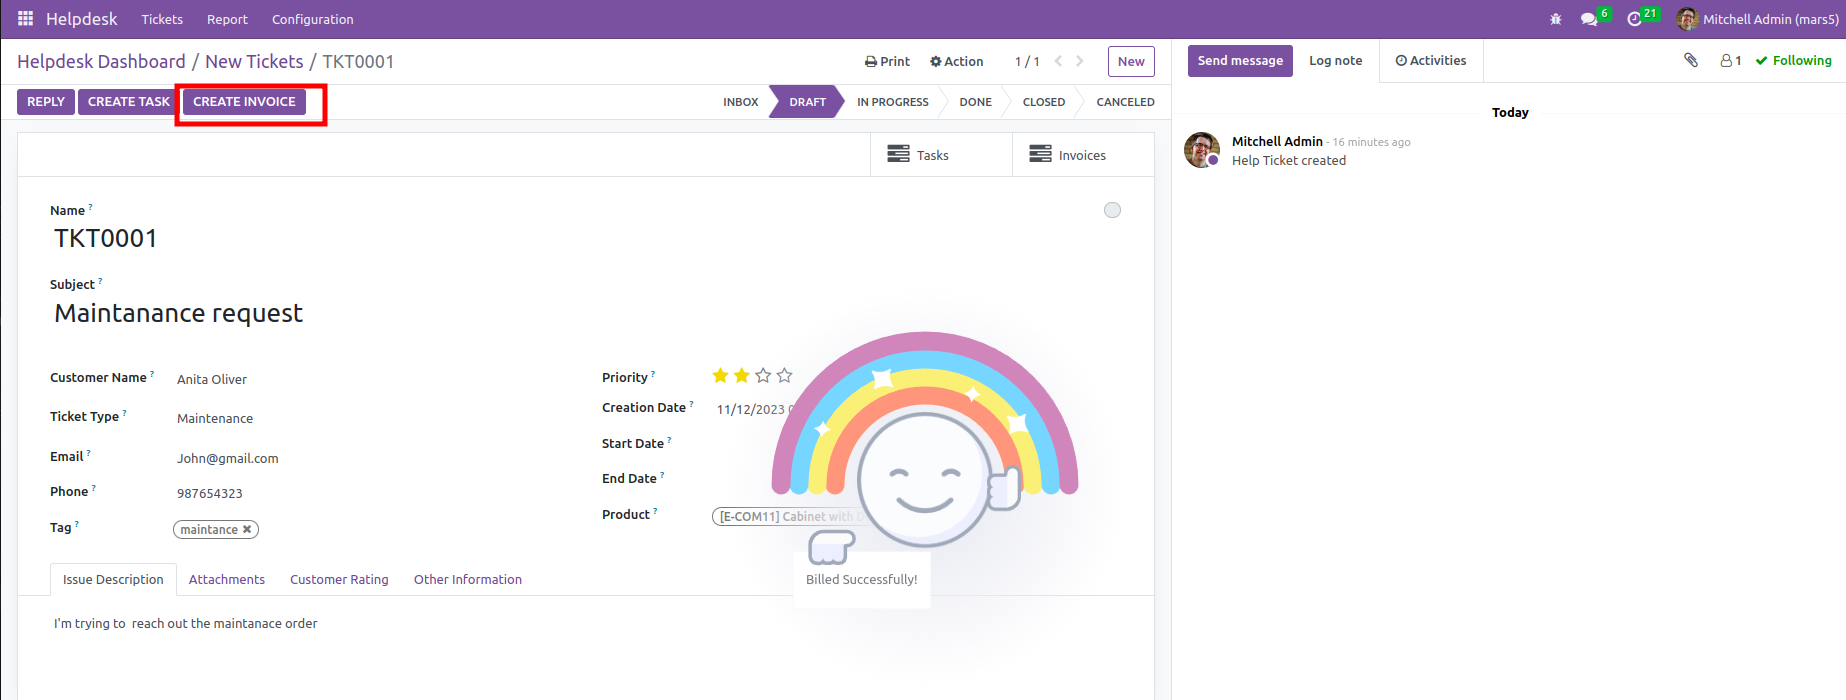 Helpdesk Tickets Report Configuration 6 21 Mitchell Admin (mars5)
Helpdesk Dashboard / New Tickets / TKT0001 Print Action 1 / 1 New Send message Log note Activities 1 Following
REPLY CREATE TASK CREATE INVOICE INBOX DRAFT IN PROGRESS DONE CLOSED CANCELED
Today
Mitchell Admin - 16 minutes ago
Help Ticket created
Tasks Invoices
Name ?
TKT0001
Subject ?
Maintanance request
Customer Name ? Anita Oliver
Ticket Type ? Maintenance
Email ? John@gmail.com
Phone ? 987654323
Tag ? maintance ✖
Priority ?
Creation Date ? 11/12/2023
Start Date ?
End Date ?
Product ? [E-COM11] Cabinet with
Billed Successfully!
Issue Description Attachments Customer Rating Other Information
I'm trying to reach out the maintanace order